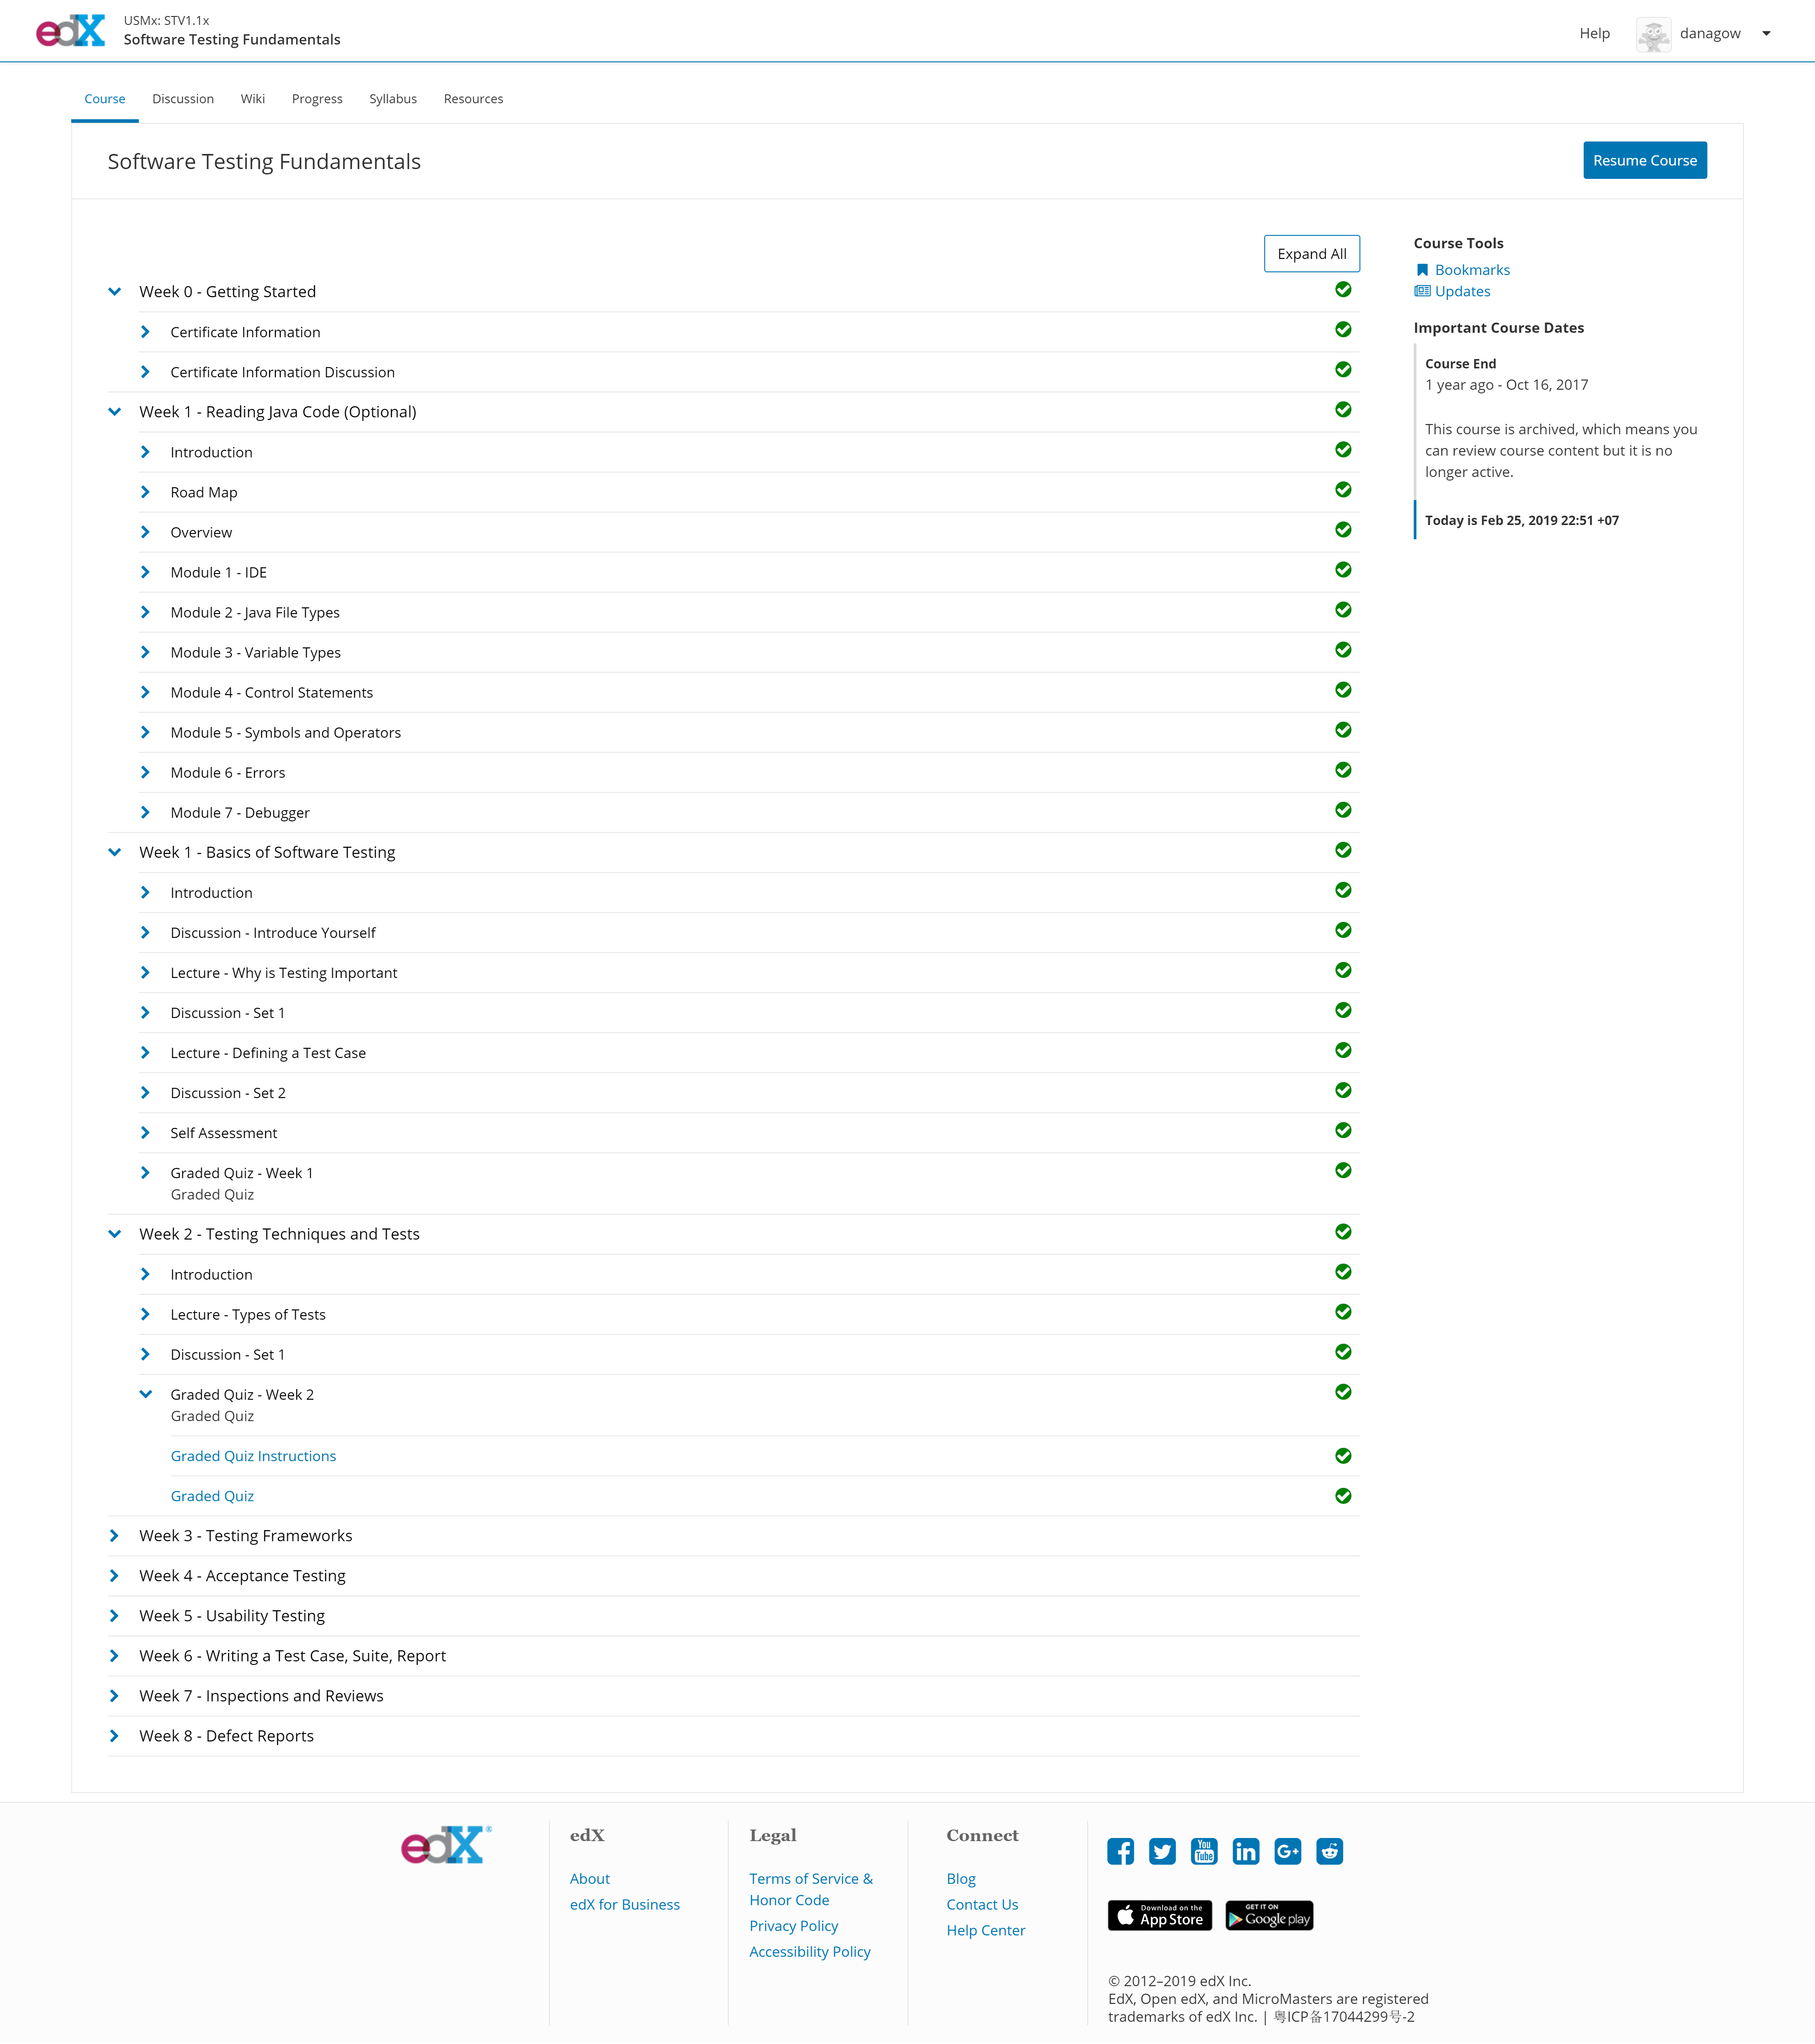 edX
USMx: STV1.1x
Software Testing Fundamentals
Help
danagow
Course
Discussion
Wiki
Progress
Syllabus
Resources
Software Testing Fundamentals
Resume Course
Expand All
Week 0 - Getting Started
Certificate Information
Certificate Information Discussion
Week 1 - Reading Java Code (Optional)
Introduction
Road Map
Overview
Module 1 - IDE
Module 2 - Java File Types
Module 3 - Variable Types
Module 4 - Control Statements
Module 5 - Symbols and Operators
Module 6 - Errors
Module 7 - Debugger
Week 1 - Basics of Software Testing
Introduction
Discussion - Introduce Yourself
Lecture - Why is Testing Important
Discussion - Set 1
Lecture - Defining a Test Case
Discussion - Set 2
Self Assessment
Graded Quiz - Week 1
Graded Quiz
Week 2 - Testing Techniques and Tests
Introduction
Lecture - Types of Tests
Discussion - Set 1
Graded Quiz - Week 2
Graded Quiz
Graded Quiz Instructions
Graded Quiz
Week 3 - Testing Frameworks
Week 4 - Acceptance Testing
Week 5 - Usability Testing
Week 6 - Writing a Test Case, Suite, Report
Week 7 - Inspections and Reviews
Week 8 - Defect Reports
Course Tools
Bookmarks
Updates
Important Course Dates
Course End
1 year ago - Oct 16, 2017
This course is archived, which means you
can review course content but it is no
longer active.
Today is Feb 25, 2019 22:51 +07
edX®
edX
About
edX for Business
Legal
Terms of Service &
Honor Code
Privacy Policy
Accessibility Policy
Connect
Blog
Contact Us
Help Center
You
Tube
in
G+
Download on the
App Store
GET IT ON
Google play
© 2012–2019 edX Inc.
EdX, Open edX, and MicroMasters are registered
trademarks of edX Inc. | 粤ICP备17044299号-2